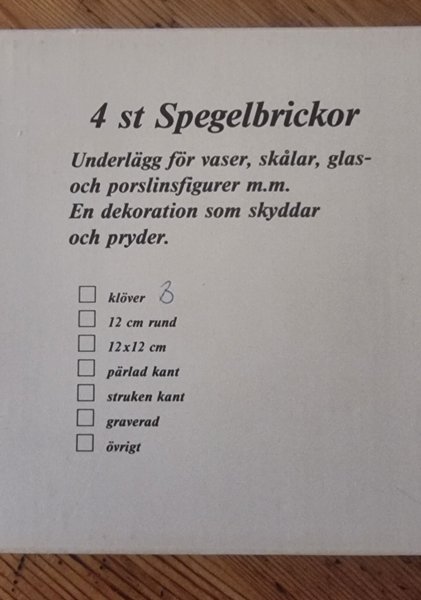 4 st Spegelbrickor
Underlägg för vaser, skålar, glas-
och porslinsfigurer m.m.
En dekoration som skyddar
och pryder.
klöver 8
12 cm rund
12x12 cm
pärlad kant
struken kant
graverad
övrigt